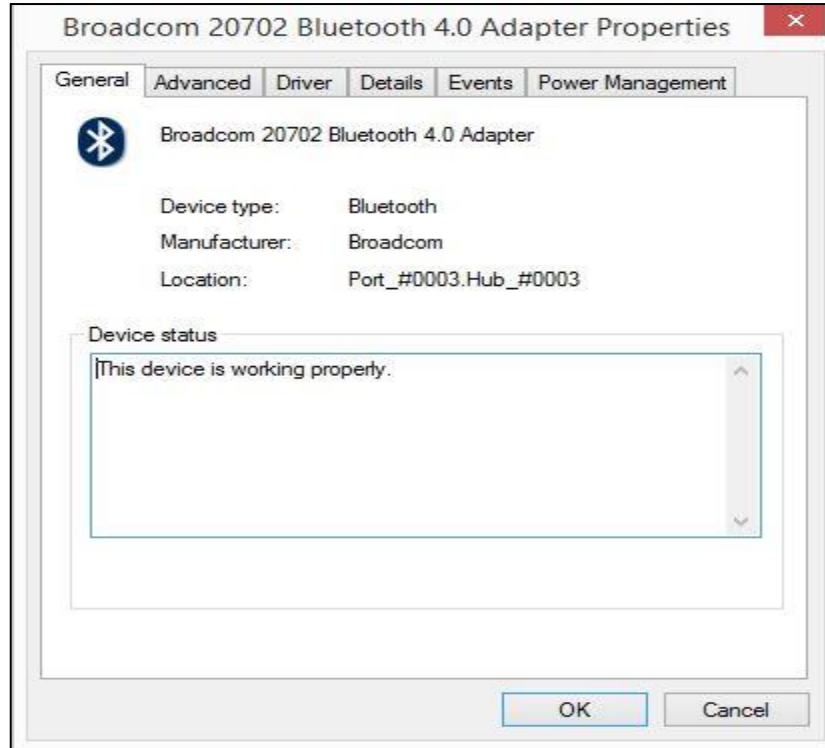 Broadcom 20702 Bluetooth 4.0 Adapter Properties
General Advanced Driver Details Events Power Management
Broadcom 20702 Bluetooth 4.0 Adapter
Device type: Bluetooth
Manufacturer: Broadcom
Location: Port_#0003.Hub_#0003
Device status
This device is working properly.
OK Cancel